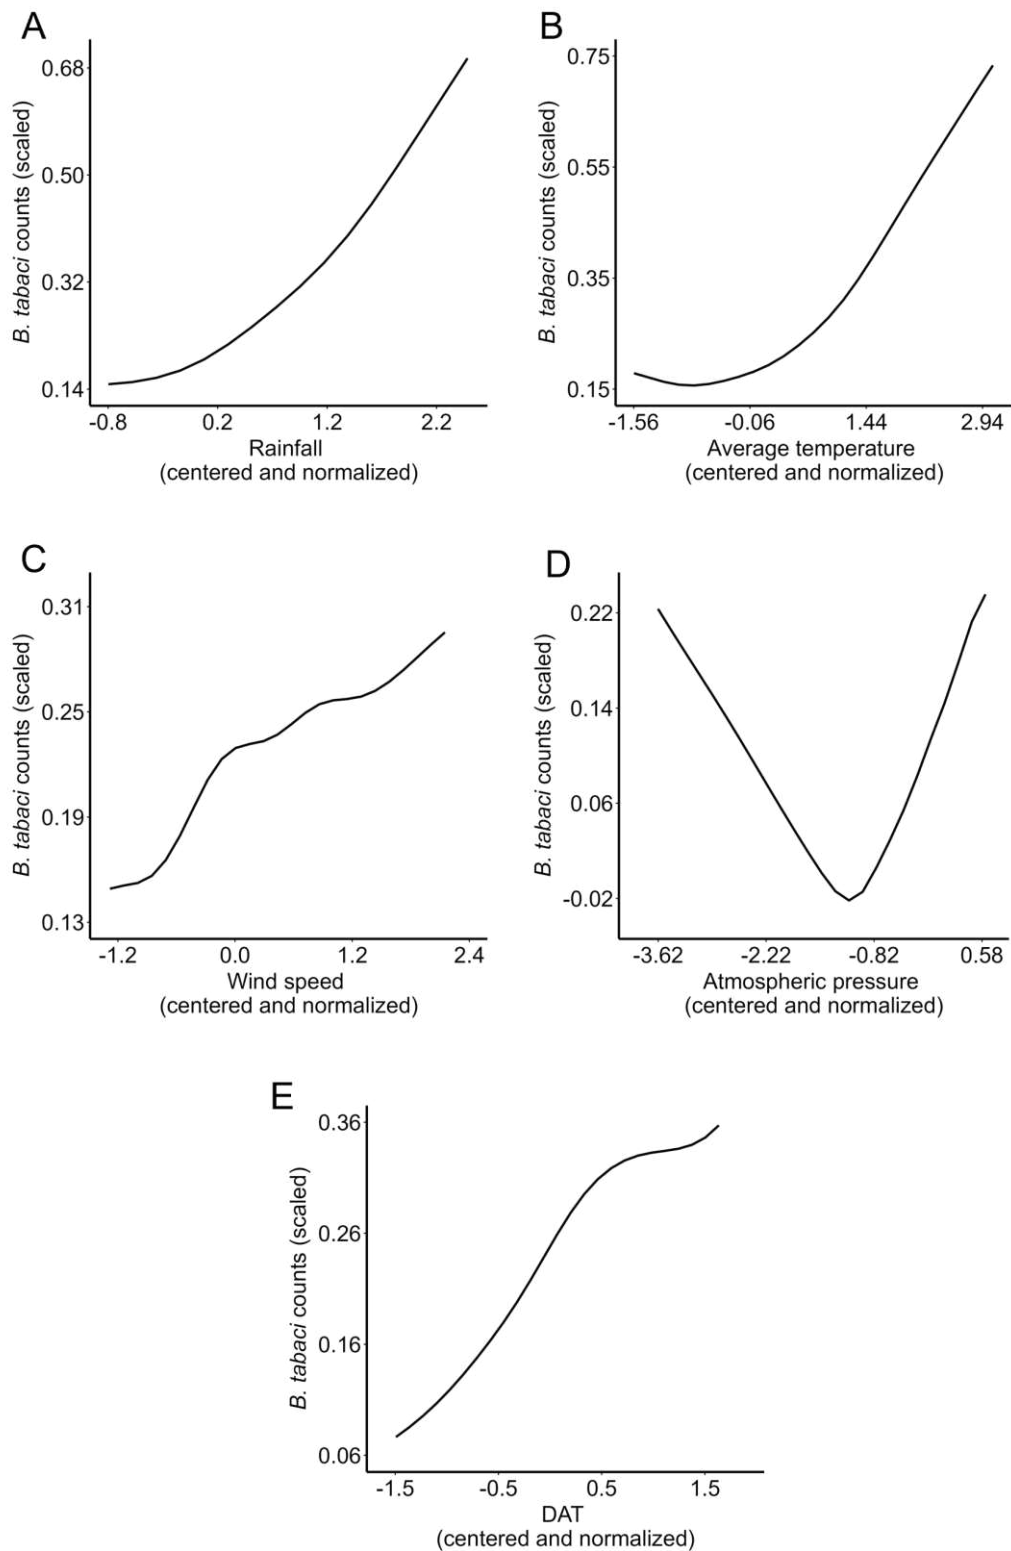 A
B. tabaci counts (scaled)
0.68
0.50
0.32
0.14
-0.8 0.2 1.2 2.2
Rainfall
(centered and normalized)
B
B. tabaci counts (scaled)
0.75
0.55
0.35
0.15
-1.56 -0.06 1.44 2.94
Average temperature
(centered and normalized)
C
B. tabaci counts (scaled)
0.31
0.25
0.19
0.13
-1.2 0.0 1.2 2.4
Wind speed
(centered and normalized)
D
B. tabaci counts (scaled)
0.22
0.14
0.06
-0.02
-3.62 -2.22 -0.82 0.58
Atmospheric pressure
(centered and normalized)
E
B. tabaci counts (scaled)
0.36
0.26
0.16
0.06
-1.5 -0.5 0.5 1.5
DAT
(centered and normalized)